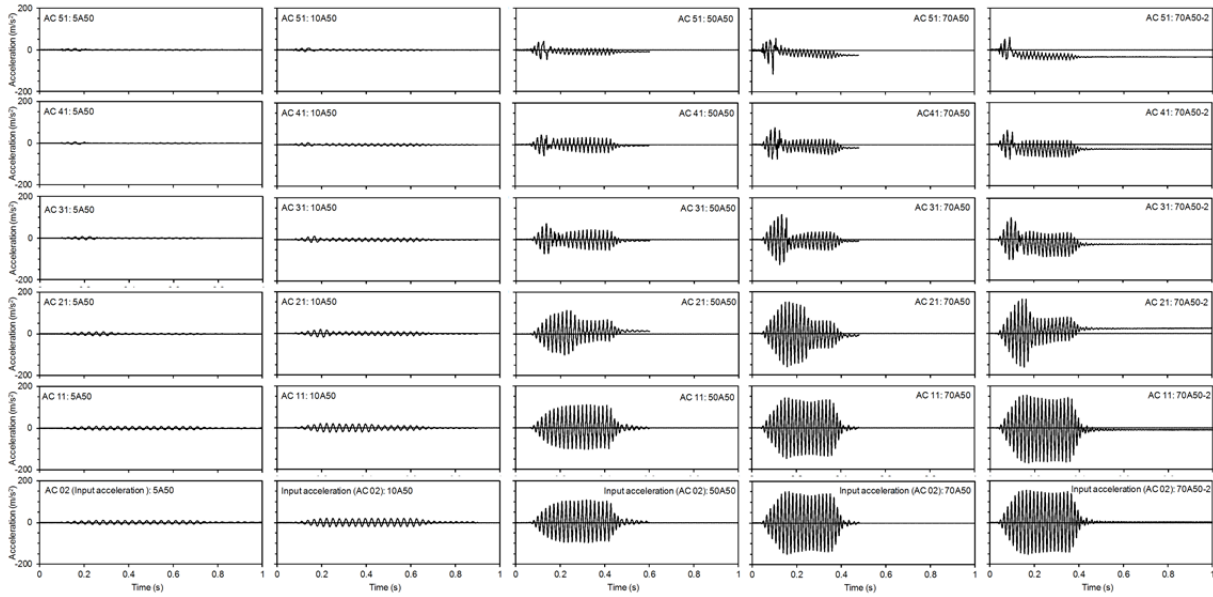 200
Acceleration (m/s²)
0
-200
AC 51: 5A50
AC 51: 10A50
AC 51: 50A50
AC 51: 70A50
AC 51: 70A50-2
200
Acceleration (m/s²)
0
-200
AC 41: 5A50
AC 41: 10A50
AC 41: 50A50
AC41: 70A50
AC 41: 70A50-2
200
Acceleration (m/s²)
0
-200
AC 31: 5A50
AC 31: 10A50
AC 31: 50A50
AC 31: 70A50
AC 31: 70A50-2
200
Acceleration (m/s²)
0
-200
AC 21: 5A50
AC 21: 10A50
AC 21: 50A50
AC 21: 70A50
AC 21: 70A50-2
200
Acceleration (m/s²)
0
-200
AC 11: 5A50
AC 11: 10A50
AC 11: 50A50
AC 11: 70A50
AC 11: 70A50-2
200
Acceleration (m/s²)
0
-200
AC 02 (Input acceleration ): 5A50
Input acceleration (AC 02): 10A50
Input acceleration (AC 02): 50A50
Input acceleration (AC 02): 70A50
Input acceleration (AC 02): 70A50-2
0 0.2 0.4 0.6 0.8 1
0 0.2 0.4 0.6 0.8 1
0 0.2 0.4 0.6 0.8 1
0 0.2 0.4 0.6 0.8 1
0 0.2 0.4 0.6 0.8 1
Time (s)
Time (s)
Time (s)
Time (s)
Time (s)